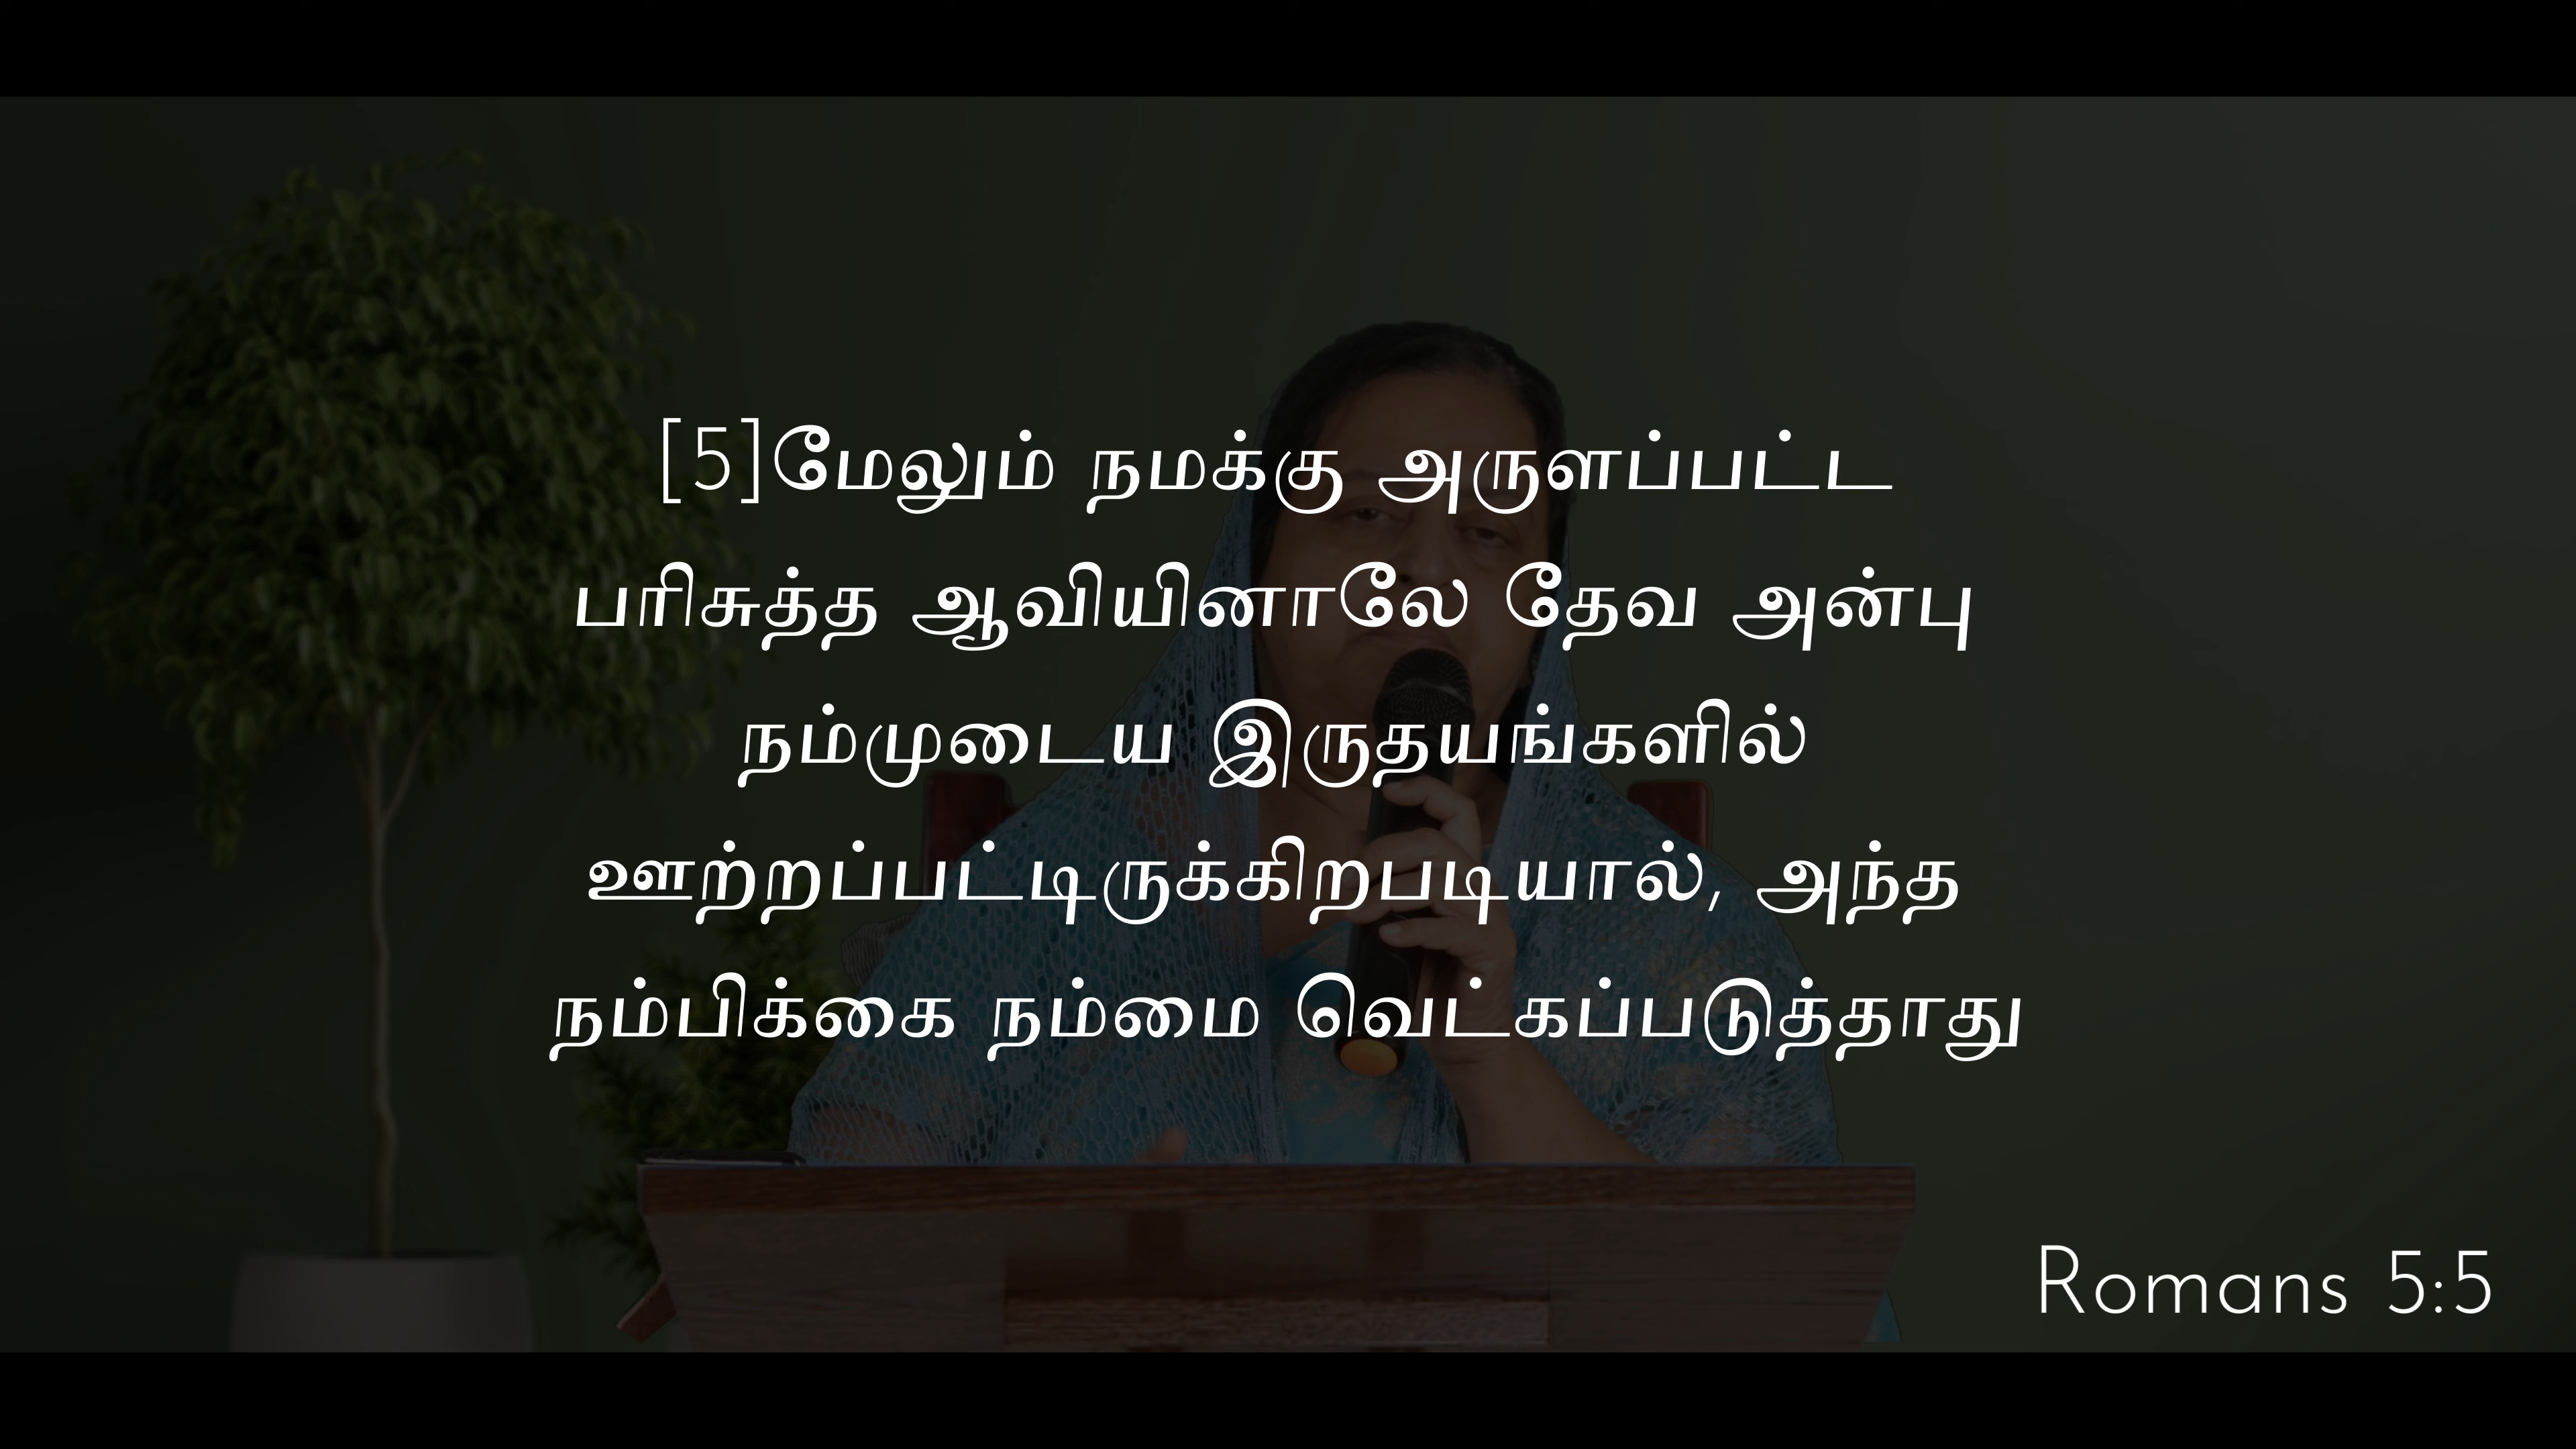 [5]மேலும் நமக்கு அருளப்பட்ட
பரிசுத்த ஆவியினாலே தேவ அன்பு
நம்முடைய இருதயங்களில்
ஊற்றப்பட்டிருக்கிறபடியால், அந்த
நம்பிக்கை நம்மை வெட்கப்படுத்தாது
Romans 5:5